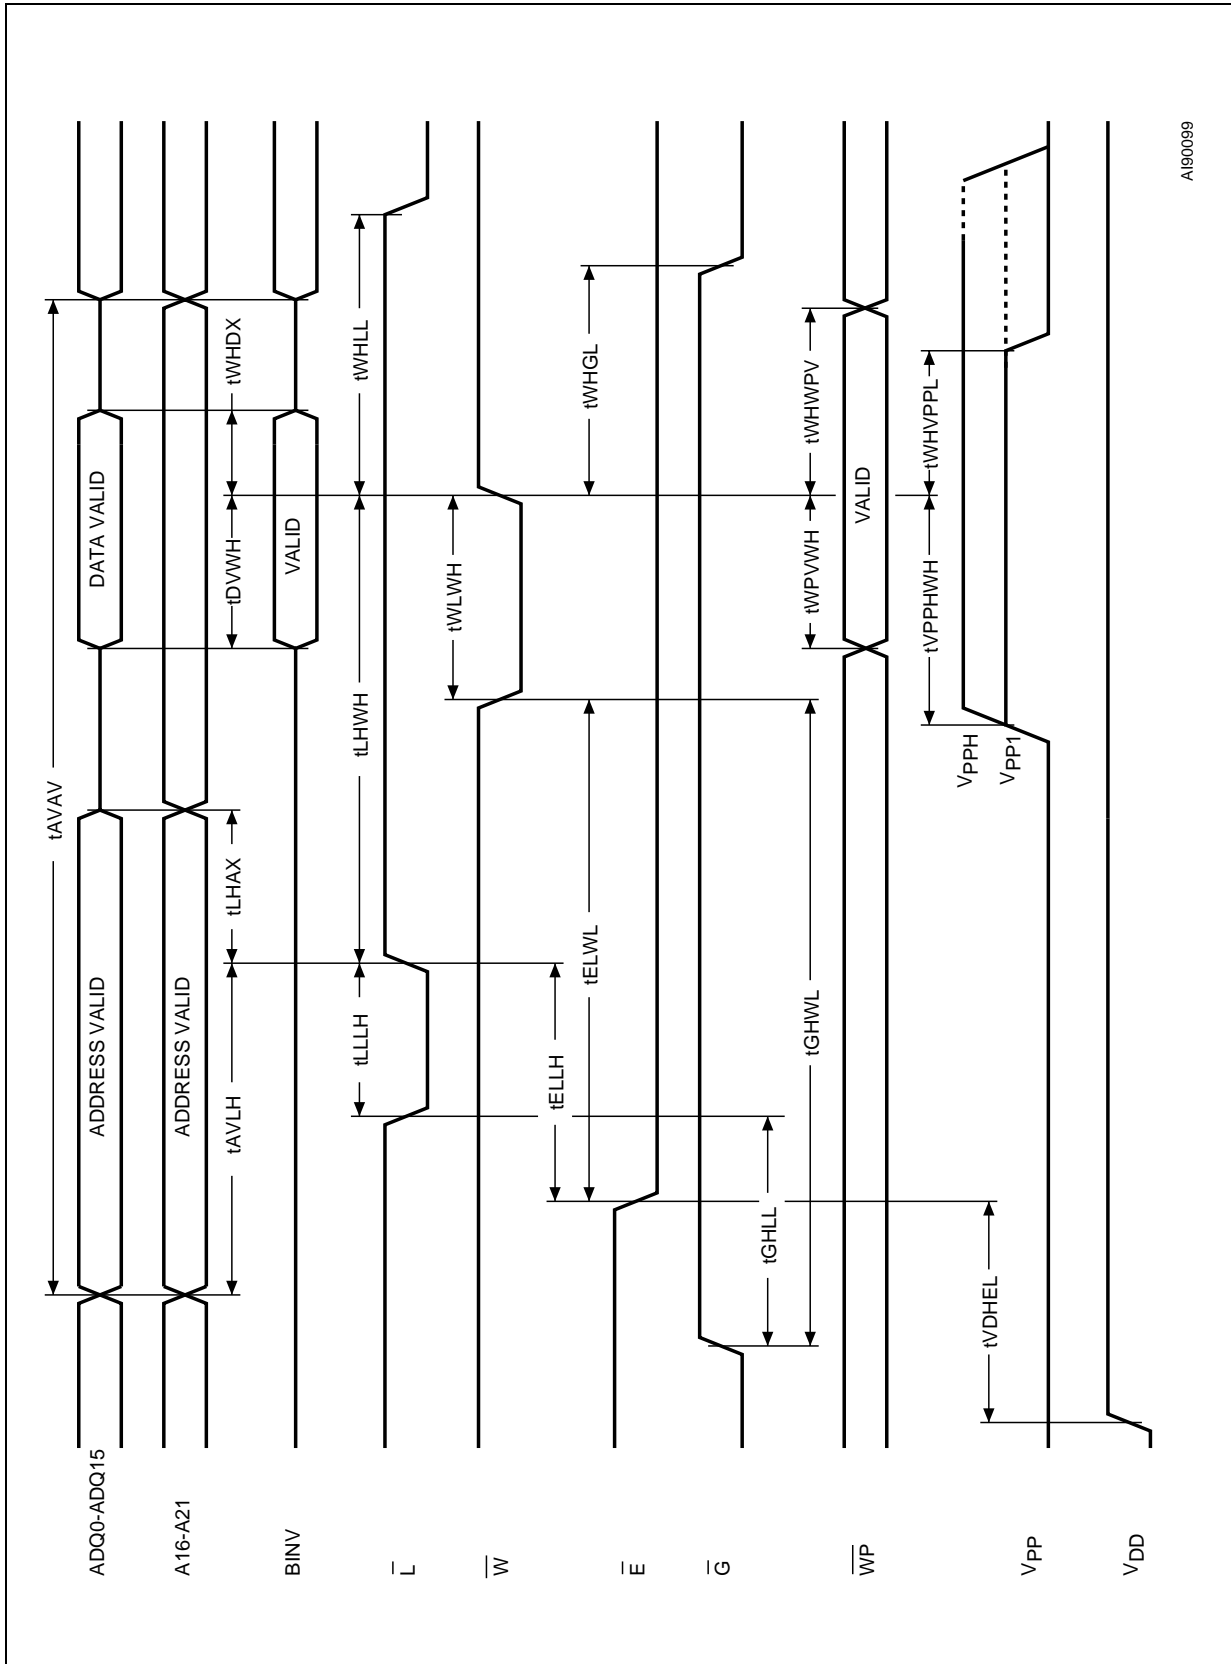 ADQ0-ADQ15
ADDRESS VALID
DATA VALID
tAVAV
A16-A21
ADDRESS VALID
tAVLH
tLHAX
tDVWH
tWHDX
BINV
VALID
L
tLLLH
tLHWH
tWHLL
W
tWLWH
tELLH
E
tELWL
tWHGL
G
tGHLL
tGHWL
tWPVWH
tWHWPV
WP
VALID
tVPPHWH
tWHVPPL
VPPH
VPP1
tVDHEL
VPP
VDD
AI90099